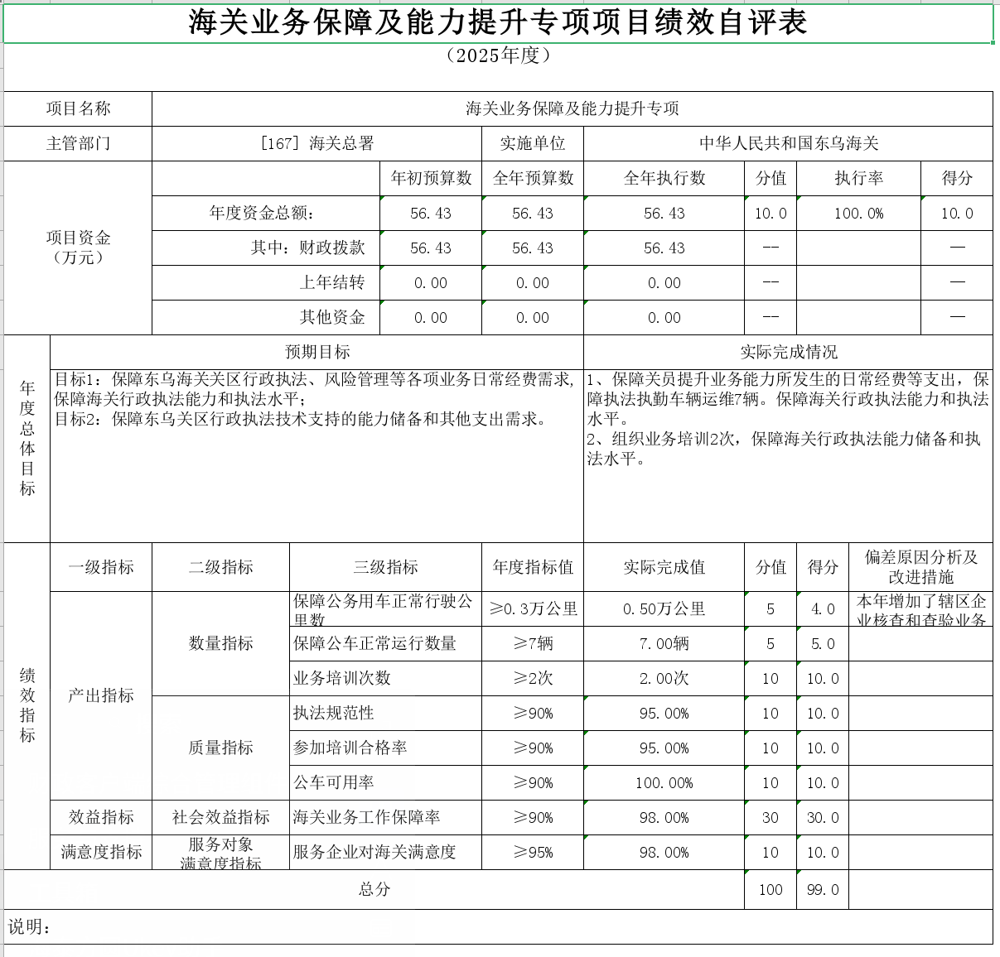 海关业务保障及能力提升专项项目绩效自评表
（2025年度）
项目名称 海关业务保障及能力提升专项
主管部门 [167] 海关总署 实施单位 中华人民共和国东乌海关
项目资金
（万元）
年初预算数 全年预算数 全年执行数 分值 执行率 得分
年度资金总额： 56.43 56.43 56.43 10.0 100.0% 10.0
其中：财政拨款 56.43 56.43 56.43 -- —
上年结转 0.00 0.00 0.00 -- —
其他资金 0.00 0.00 0.00 -- —
年度总体目标
预期目标 实际完成情况
目标1：保障东乌海关关区行政执法、风险管理等各项业务日常经费需求,
保障海关行政执法能力和执法水平；
目标2：保障东乌关区行政执法技术支持的能力储备和其他支出需求。
1、保障关员提升业务能力所发生的日常经费等支出，保
障执法执勤车辆运维7辆。保障海关行政执法能力和执法
水平。
2、组织业务培训2次，保障海关行政执法能力储备和执
法水平。
绩效指标
一级指标 二级指标 三级指标 年度指标值 实际完成值 分值 得分 偏差原因分析及
改进措施
产出指标 数量指标 保障公务用车正常行驶公
里数 ≥0.3万公里 0.50万公里 5 4.0 本年增加了辖区企
业核查和查验业务
保障公车正常运行数量 ≥7辆 7.00辆 5 5.0
业务培训次数 ≥2次 2.00次 10 10.0
质量指标 执法规范性 ≥90% 95.00% 10 10.0
参加培训合格率 ≥90% 95.00% 10 10.0
公车可用率 ≥90% 100.00% 10 10.0
效益指标 社会效益指标 海关业务工作保障率 ≥90% 98.00% 30 30.0
满意度指标 服务对象
满意度指标 服务企业对海关满意度 ≥95% 98.00% 10 10.0
总分 100 99.0
说明：